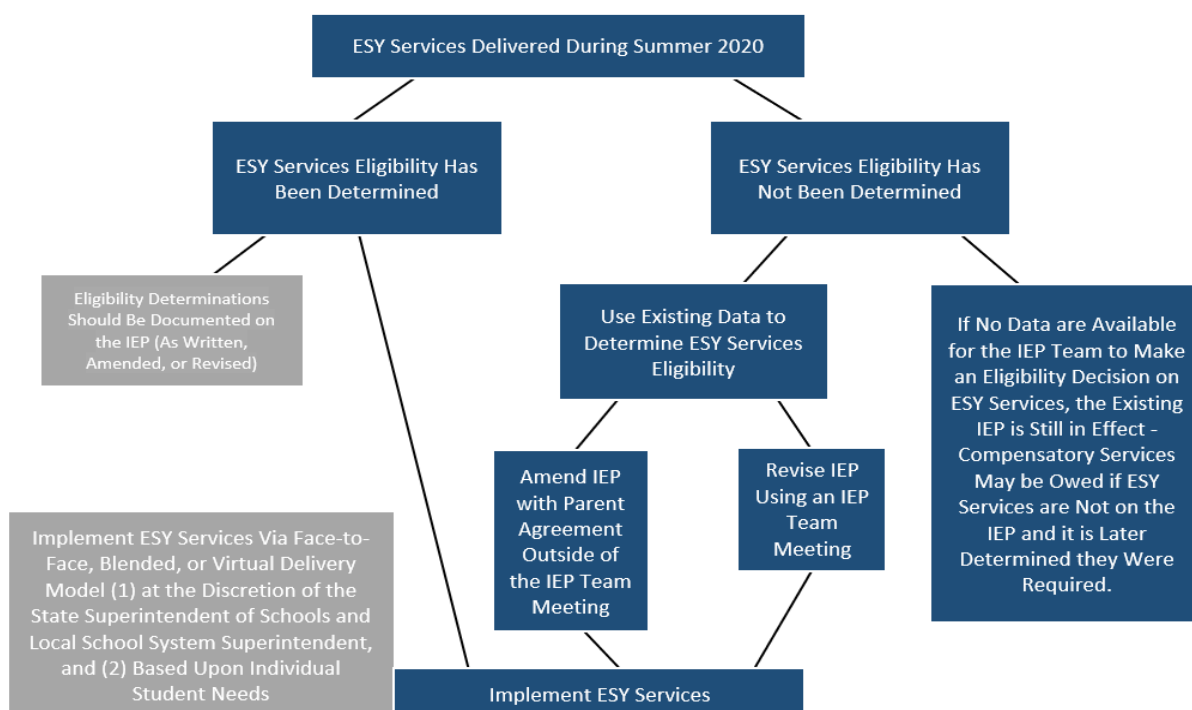 ESY Services Delivered During Summer 2020
ESY Services Eligibility Has
Been Determined
ESY Services Eligibility Has
Not Been Determined
Eligibility Determinations
Should Be Documented on
the IEP (As Written,
Amended, or Revised)
Use Existing Data to
Determine ESY Services
Eligibility
If No Data are Available
for the IEP Team to Make
an Eligibility Decision on
ESY Services, the Existing
IEP is Still in Effect -
Compensatory Services
May be Owed if ESY
Services are Not on the
IEP and it is Later
Determined they Were
Required.
Amend IEP
with Parent
Agreement
Outside of
the IEP Team
Meeting
Revise IEP
Using an IEP
Team
Meeting
Implement ESY Services Via Face-to-
Face, Blended, or Virtual Delivery
Model (1) at the Discretion of the
State Superintendent of Schools and
Local School System Superintendent,
and (2) Based Upon Individual
Student Needs
Implement ESY Services